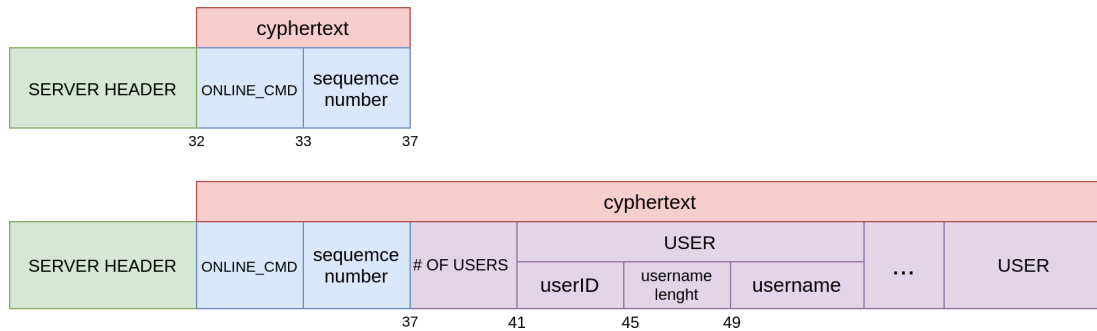 cyphertext
SERVER HEADER
ONLINE_CMD
sequemce
number
32
33
37
cyphertext
SERVER HEADER
ONLINE_CMD
sequemce
number
# OF USERS
USER
userID
username
lenght
username
...
USER
37
41
45
49